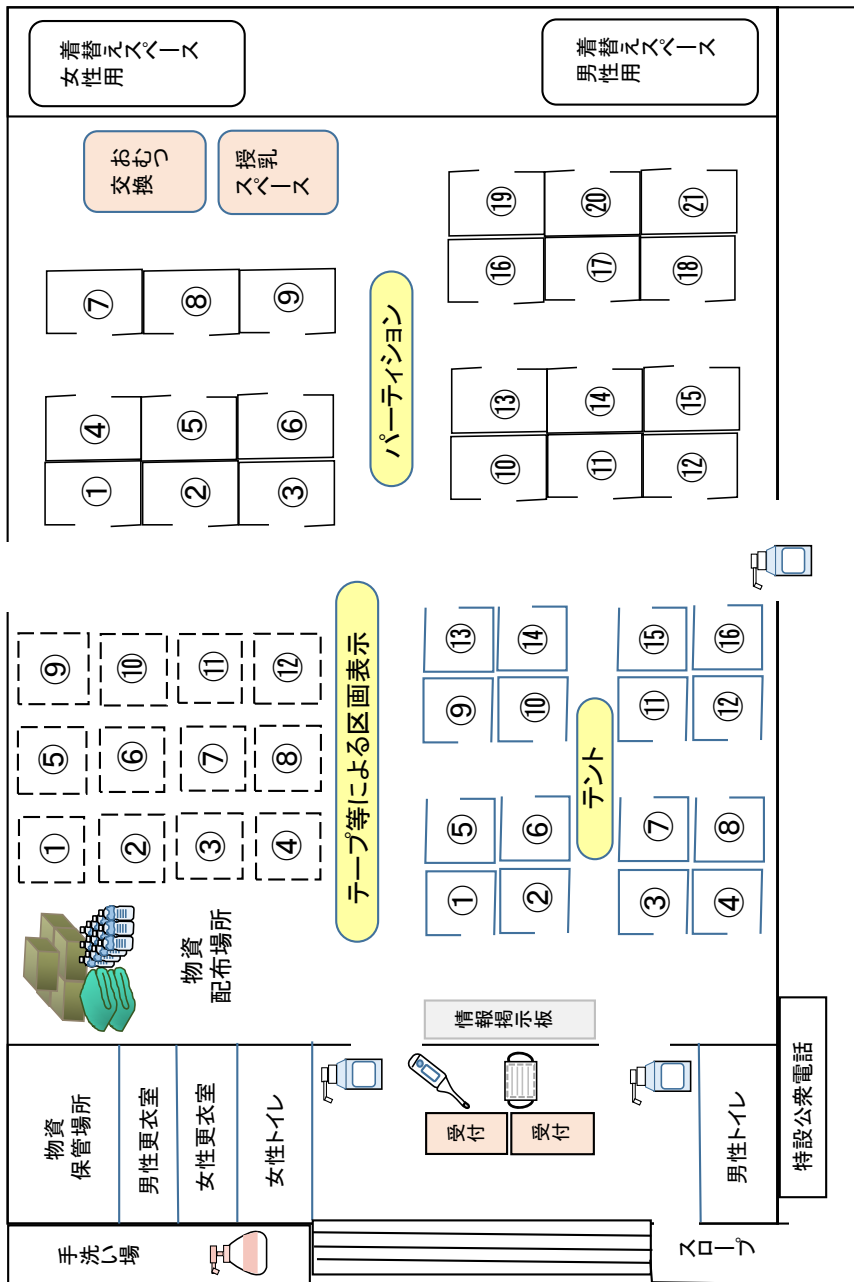 手洗い場
スロープ
物資
保管場所
男性更衣室
女性更衣室
女性トイレ
受付
受付
男性トイレ
特設公衆電話
情報掲示板
物資
配布場所
テープ等による区画表示
①
②
③
④
⑤
⑥
⑦
⑧
⑨
⑩
⑪
⑫
テント
①
②
③
④
⑤
⑥
⑦
⑧
⑨
⑩
⑪
⑫
⑬
⑭
⑮
⑯
パーティション
①
②
③
④
⑤
⑥
⑦
⑧
⑨
⑩
⑪
⑫
⑬
⑭
⑮
⑯
⑰
⑱
⑲
⑳
㉑
おむつ
交換
授乳
スペース
着替えスペース
女性用
着替えスペース
男性用